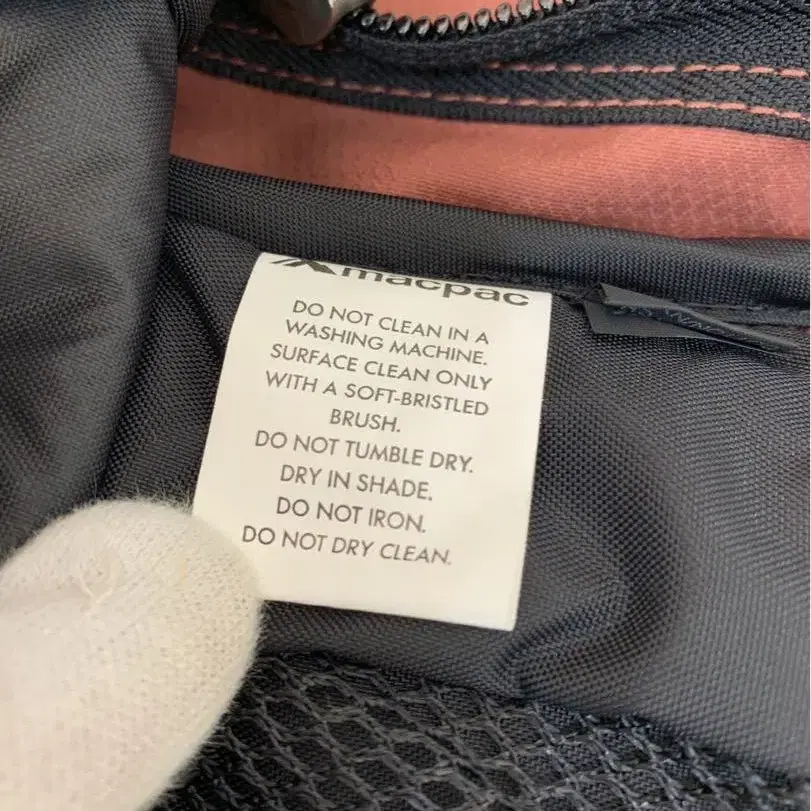 macpac
DO NOT CLEAN IN A
WASHING MACHINE.
SURFACE CLEAN ONLY
WITH A SOFT-BRISTLED
BRUSH.
DO NOT TUMBLE DRY.
DRY IN SHADE.
DO NOT IRON.
DO NOT DRY CLEAN.